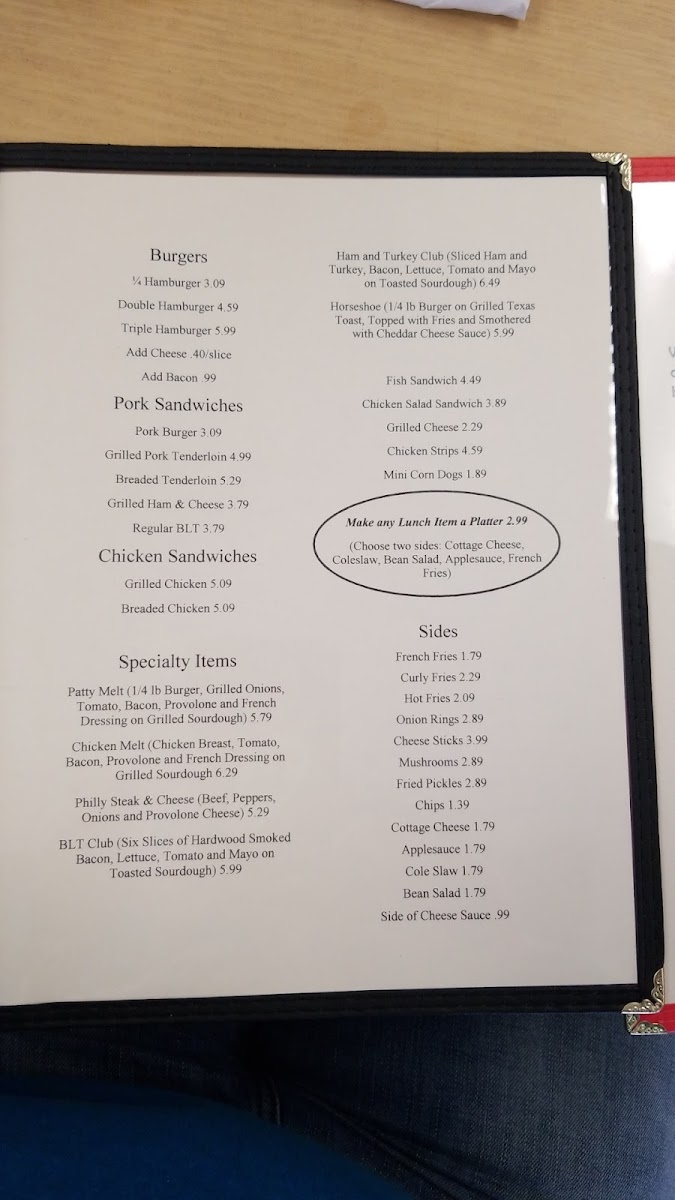 Burgers
¼ Hamburger 3.09
Double Hamburger 4.59
Triple Hamburger 5.99
Add Cheese .40/slice
Add Bacon .99
Pork Sandwiches
Pork Burger 3.09
Grilled Pork Tenderloin 4.99
Breaded Tenderloin 5.29
Grilled Ham & Cheese 3.79
Regular BLT 3.79
Chicken Sandwiches
Grilled Chicken 5.09
Breaded Chicken 5.09
Specialty Items
Patty Melt (1/4 lb Burger, Grilled Onions,
Tomato, Bacon, Provolone and French
Dressing on Grilled Sourdough) 5.79
Chicken Melt (Chicken Breast, Tomato,
Bacon, Provolone and French Dressing on
Grilled Sourdough 6.29
Philly Steak & Cheese (Beef, Peppers,
Onions and Provolone Cheese) 5.29
BLT Club (Six Slices of Hardwood Smoked
Bacon, Lettuce, Tomato and Mayo on
Toasted Sourdough) 5.99
Ham and Turkey Club (Sliced Ham and
Turkey, Bacon, Lettuce, Tomato and Mayo
on Toasted Sourdough) 6.49
Horseshoe (1/4 lb Burger on Grilled Texas
Toast, Topped with Fries and Smothered
with Cheddar Cheese Sauce) 5.99
Fish Sandwich 4.49
Chicken Salad Sandwich 3.89
Grilled Cheese 2.29
Chicken Strips 4.59
Mini Corn Dogs 1.89
Make any Lunch Item a Platter 2.99
(Choose two sides: Cottage Cheese,
Coleslaw, Bean Salad, Applesauce, French
Fries)
Sides
French Fries 1.79
Curly Fries 2.29
Hot Fries 2.09
Onion Rings 2.89
Cheese Sticks 3.99
Mushrooms 2.89
Fried Pickles 2.89
Chips 1.39
Cottage Cheese 1.79
Applesauce 1.79
Cole Slaw 1.79
Bean Salad 1.79
Side of Cheese Sauce .99